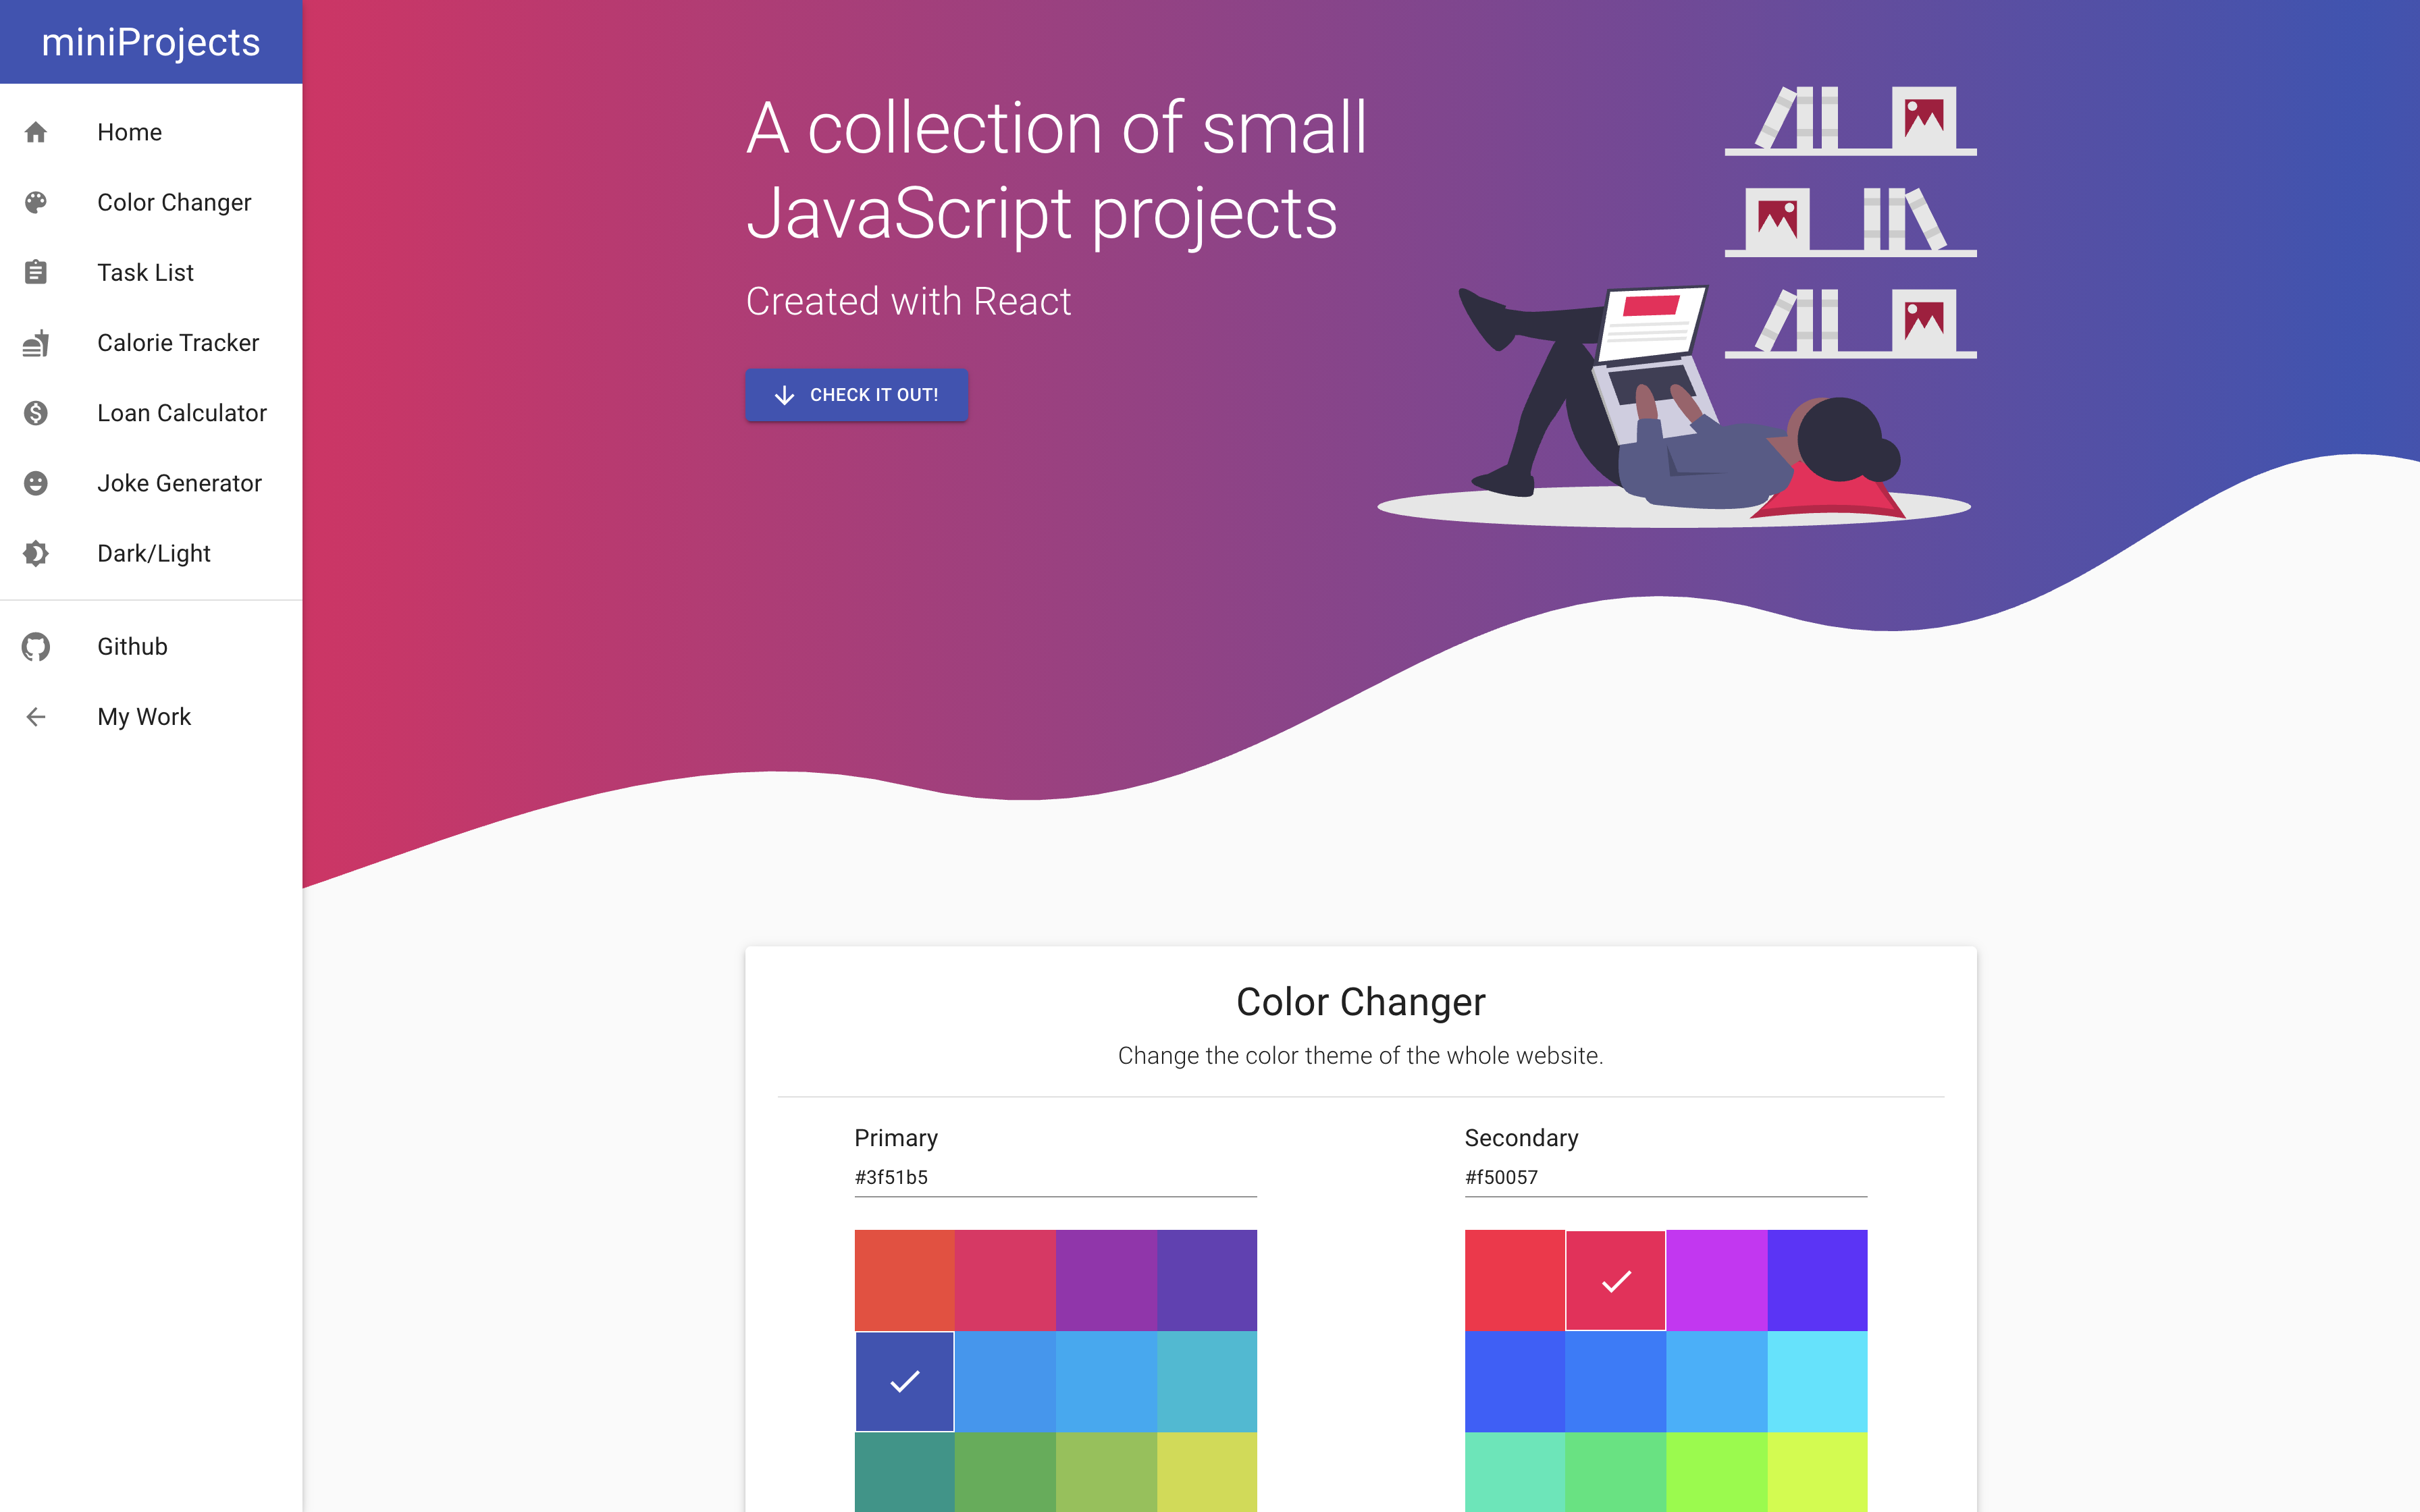 miniProjects
Home
Color Changer
Task List
Calorie Tracker
Loan Calculator
Joke Generator
Dark/Light
Github
My Work
A collection of small
JavaScript projects
Created with React
CHECK IT OUT!
Color Changer
Change the color theme of the whole website.
Primary
#3f51b5
Secondary
#f50057